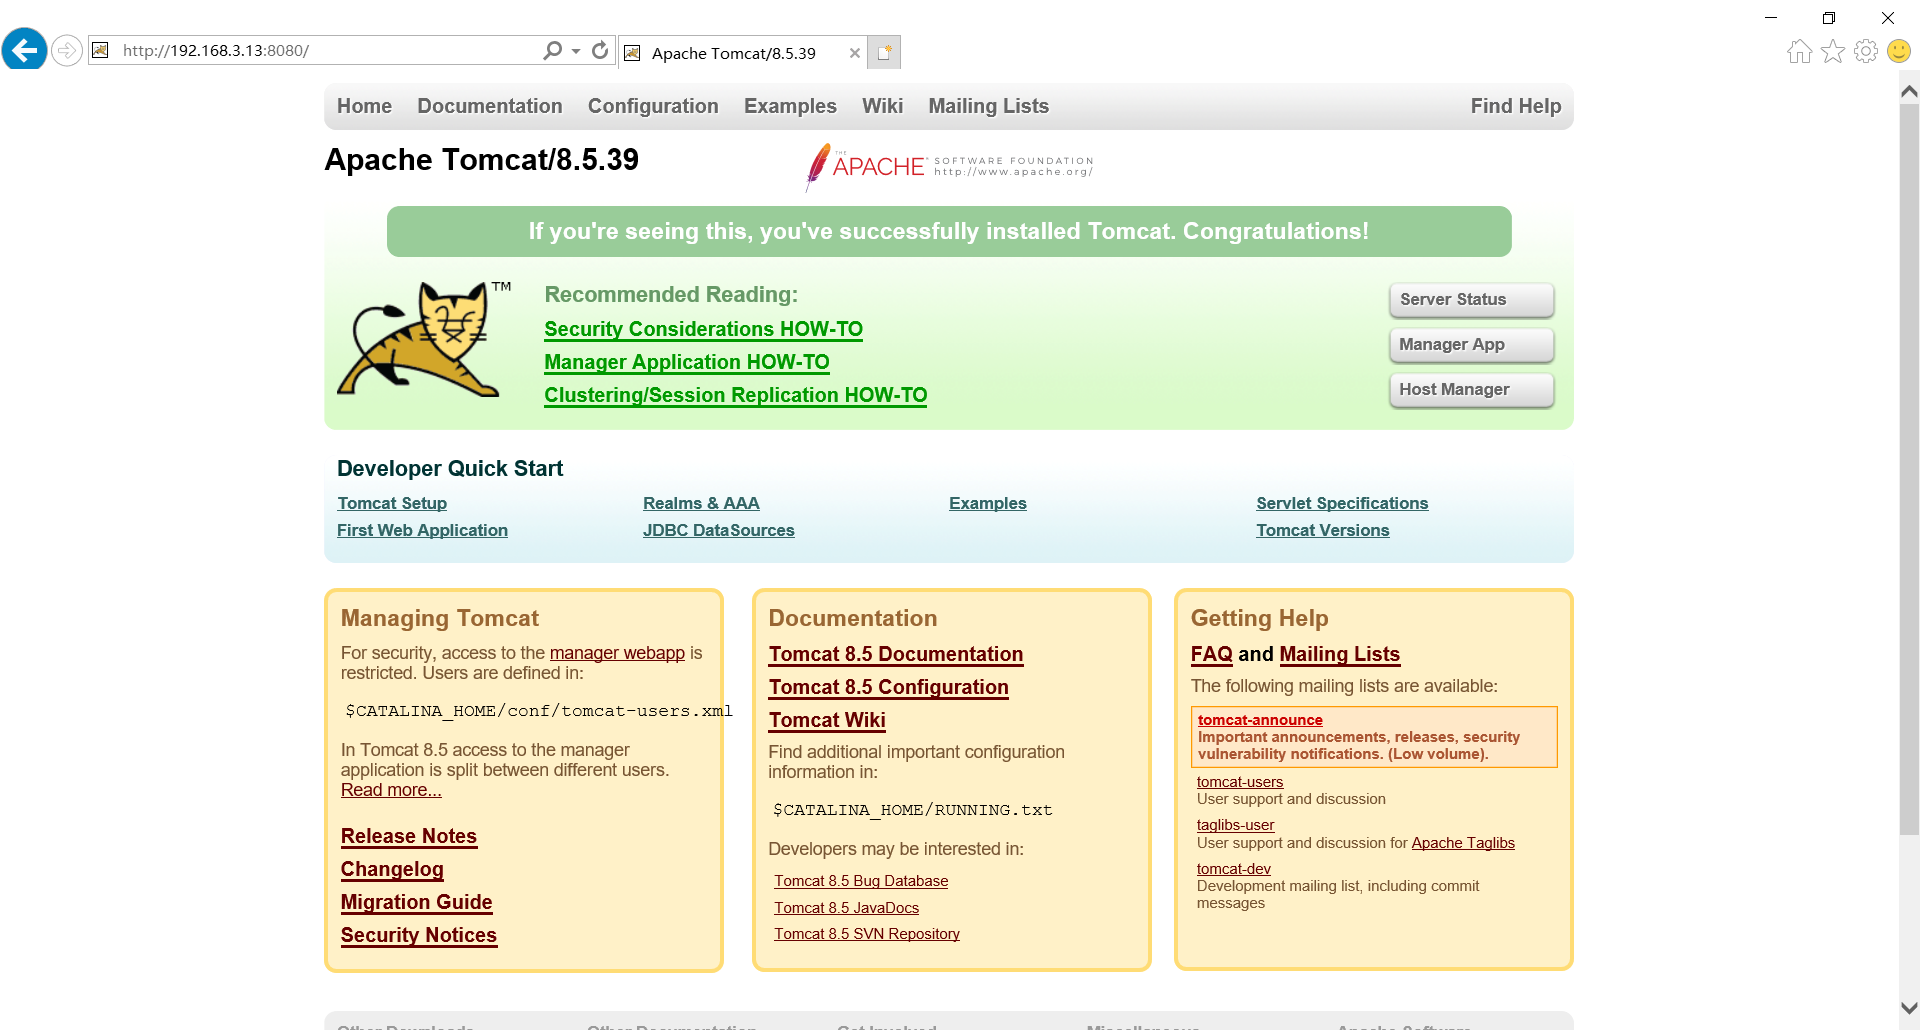 http://192.168.3.13:8080/
Apache Tomcat/8.5.39
Home Documentation Configuration Examples Wiki Mailing Lists Find Help
Apache Tomcat/8.5.39
THE APACHE SOFTWARE FOUNDATION
http://www.apache.org/
If you're seeing this, you've successfully installed Tomcat. Congratulations!
TM
Recommended Reading:
Security Considerations HOW-TO
Manager Application HOW-TO
Clustering/Session Replication HOW-TO
Server Status
Manager App
Host Manager
Developer Quick Start
Tomcat Setup
First Web Application
Realms & AAA
JDBC DataSources
Examples
Servlet Specifications
Tomcat Versions
Managing Tomcat
For security, access to the manager webapp is
restricted. Users are defined in:
$CATALINA_HOME/conf/tomcat-users.xml
In Tomcat 8.5 access to the manager
application is split between different users.
Read more...
Release Notes
Changelog
Migration Guide
Security Notices
Documentation
Tomcat 8.5 Documentation
Tomcat 8.5 Configuration
Tomcat Wiki
Find additional important configuration
information in:
$CATALINA_HOME/RUNNING.txt
Developers may be interested in:
Tomcat 8.5 Bug Database
Tomcat 8.5 JavaDocs
Tomcat 8.5 SVN Repository
Getting Help
FAQ and Mailing Lists
The following mailing lists are available:
tomcat-announce
Important announcements, releases, security
vulnerability notifications. (Low volume).
tomcat-users
User support and discussion
taglibs-user
User support and discussion for Apache Taglibs
tomcat-dev
Development mailing list, including commit
messages
Other Downloads Other Documentation Get Involved Miscellaneous Apache Software